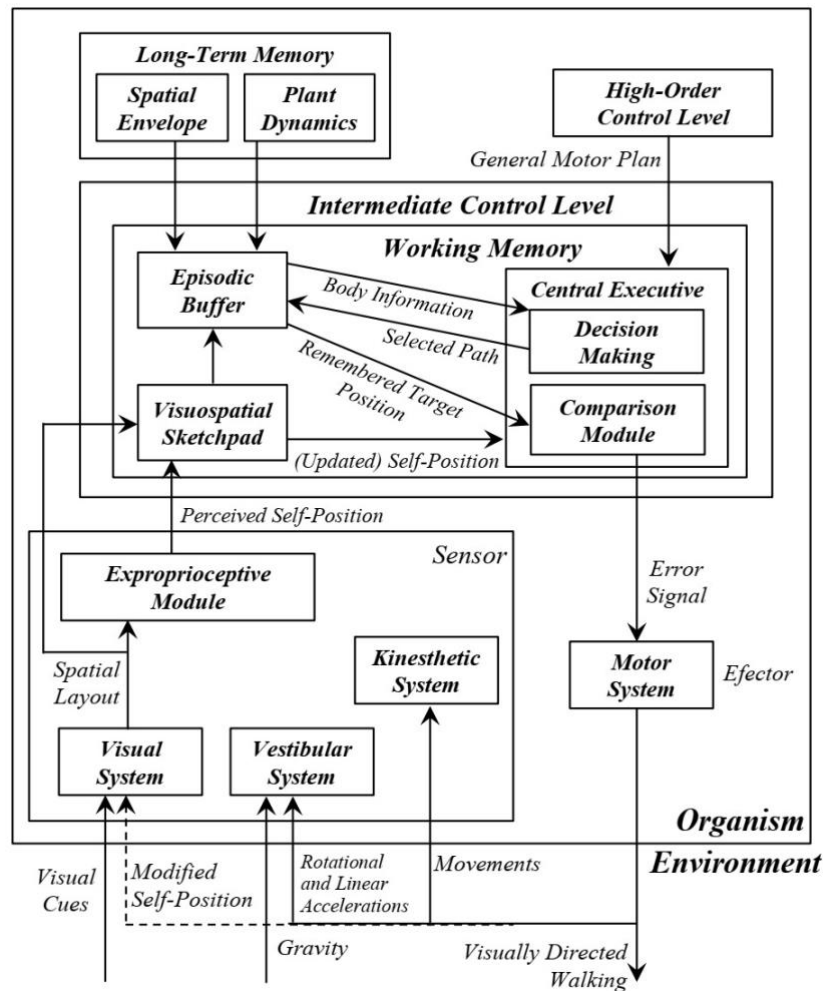 Long-Term Memory
Spatial
Envelope
Plant
Dynamics
High-Order
Control Level
General Motor Plan
Intermediate Control Level
Working Memory
Episodic
Buffer
Body Information
Central Executive
Decision
Making
Selected Path
Remembered Target
Position
Visuospatial
Sketchpad
Comparison
Module
(Updated) Self-Position
Perceived Self-Position
Sensor
Exproprioceptive
Module
Error
Signal
Spatial
Layout
Kinesthetic
System
Motor
System
Efector
Visual
System
Vestibular
System
Organism
Environment
Visual
Cues
Modified
Self-Position
Rotational
and Linear
Accelerations
Movements
Gravity
Visually Directed
Walking